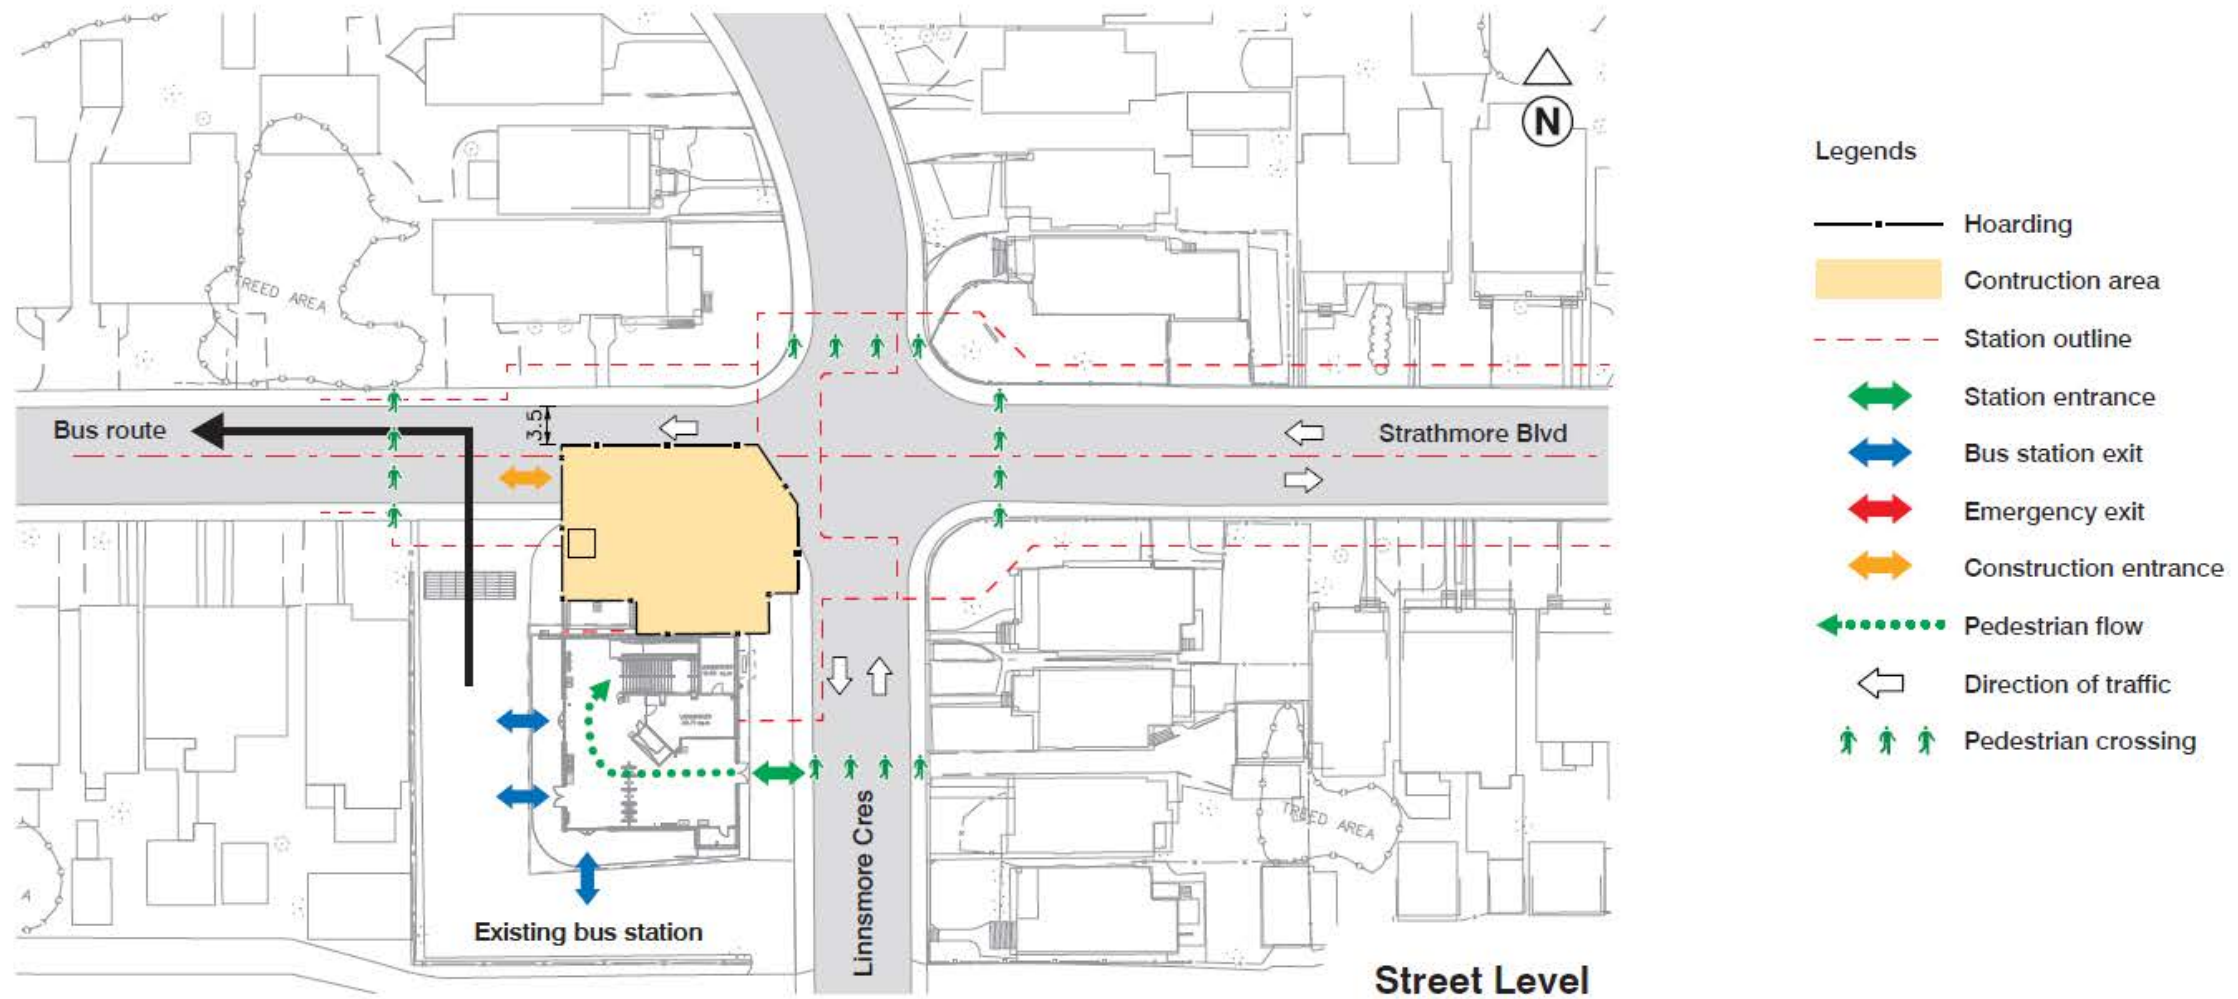 N
Legends
Hoarding
Contruction area
Station outline
Station entrance
Bus station exit
Emergency exit
Construction entrance
Pedestrian flow
Direction of traffic
Pedestrian crossing
TREED AREA
Bus route
3.5
Strathmore Blvd
Linnsmore Cres
TREED AREA
A
Existing bus station
Street Level